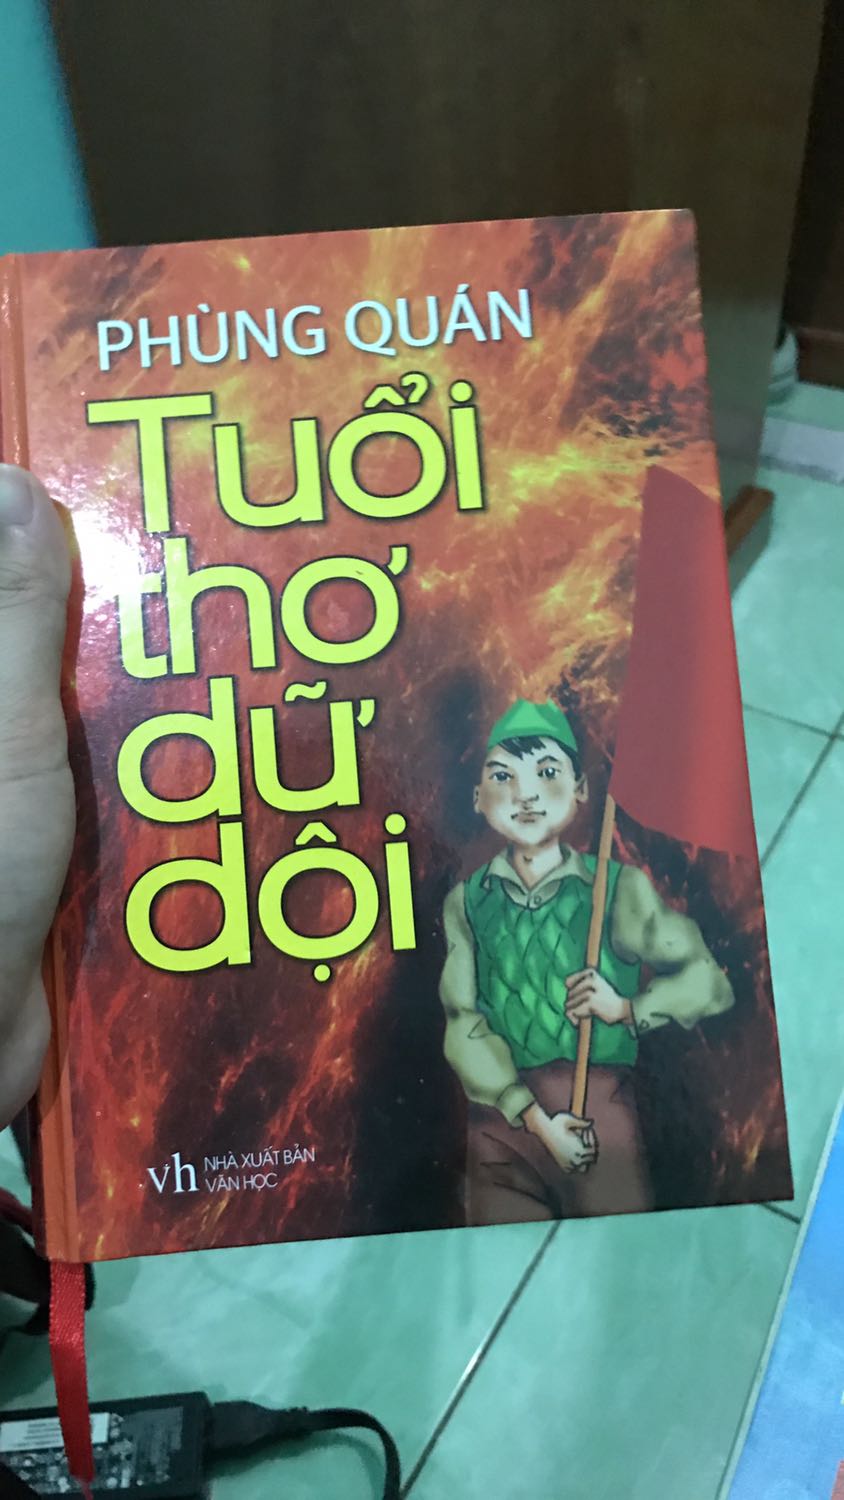 PHÙNG QUÁN
Tuổi
thơ
dữ
dội
vh NHÀ XUẤT BẢN
VĂN HỌC